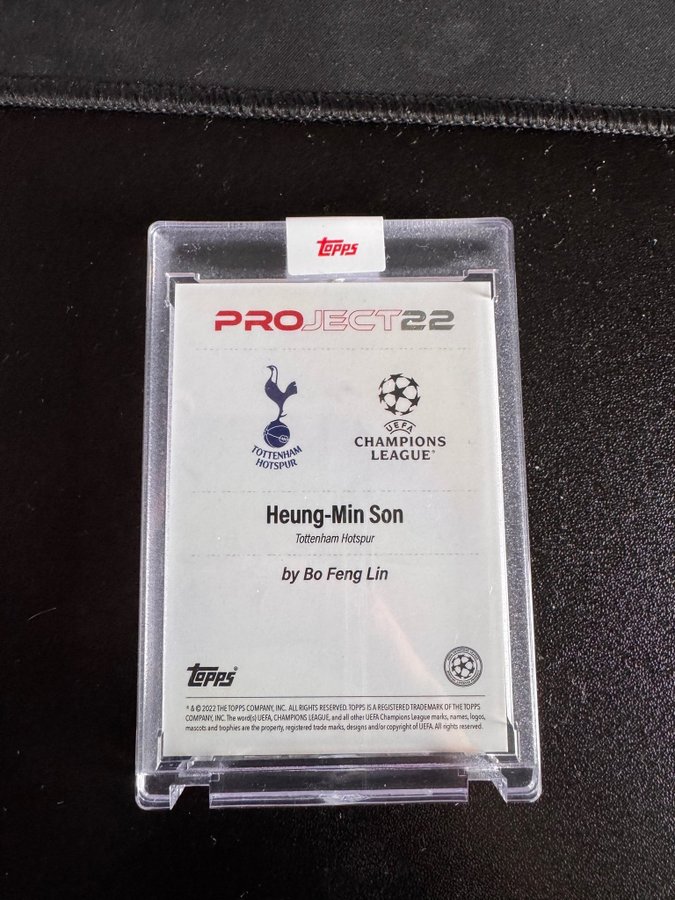 Topps
PROJECT22
TOTTENHAM
HOTSPUR
UEFA
CHAMPIONS
LEAGUE®
Heung-Min Son
Tottenham Hotspur
by Bo Feng Lin
Topps®
® & © 2022 THE TOPPS COMPANY, INC. ALL RIGHTS RESERVED. TOPPS IS A REGISTERED TRADEMARK OF THE TOPPS
COMPANY, INC. The word(s) UEFA, CHAMPIONS LEAGUE, and all other UEFA Champions League marks, names, logos,
mascots and trophies are the property, registered trade marks, designs and/or copyright of UEFA. All rights reserved.